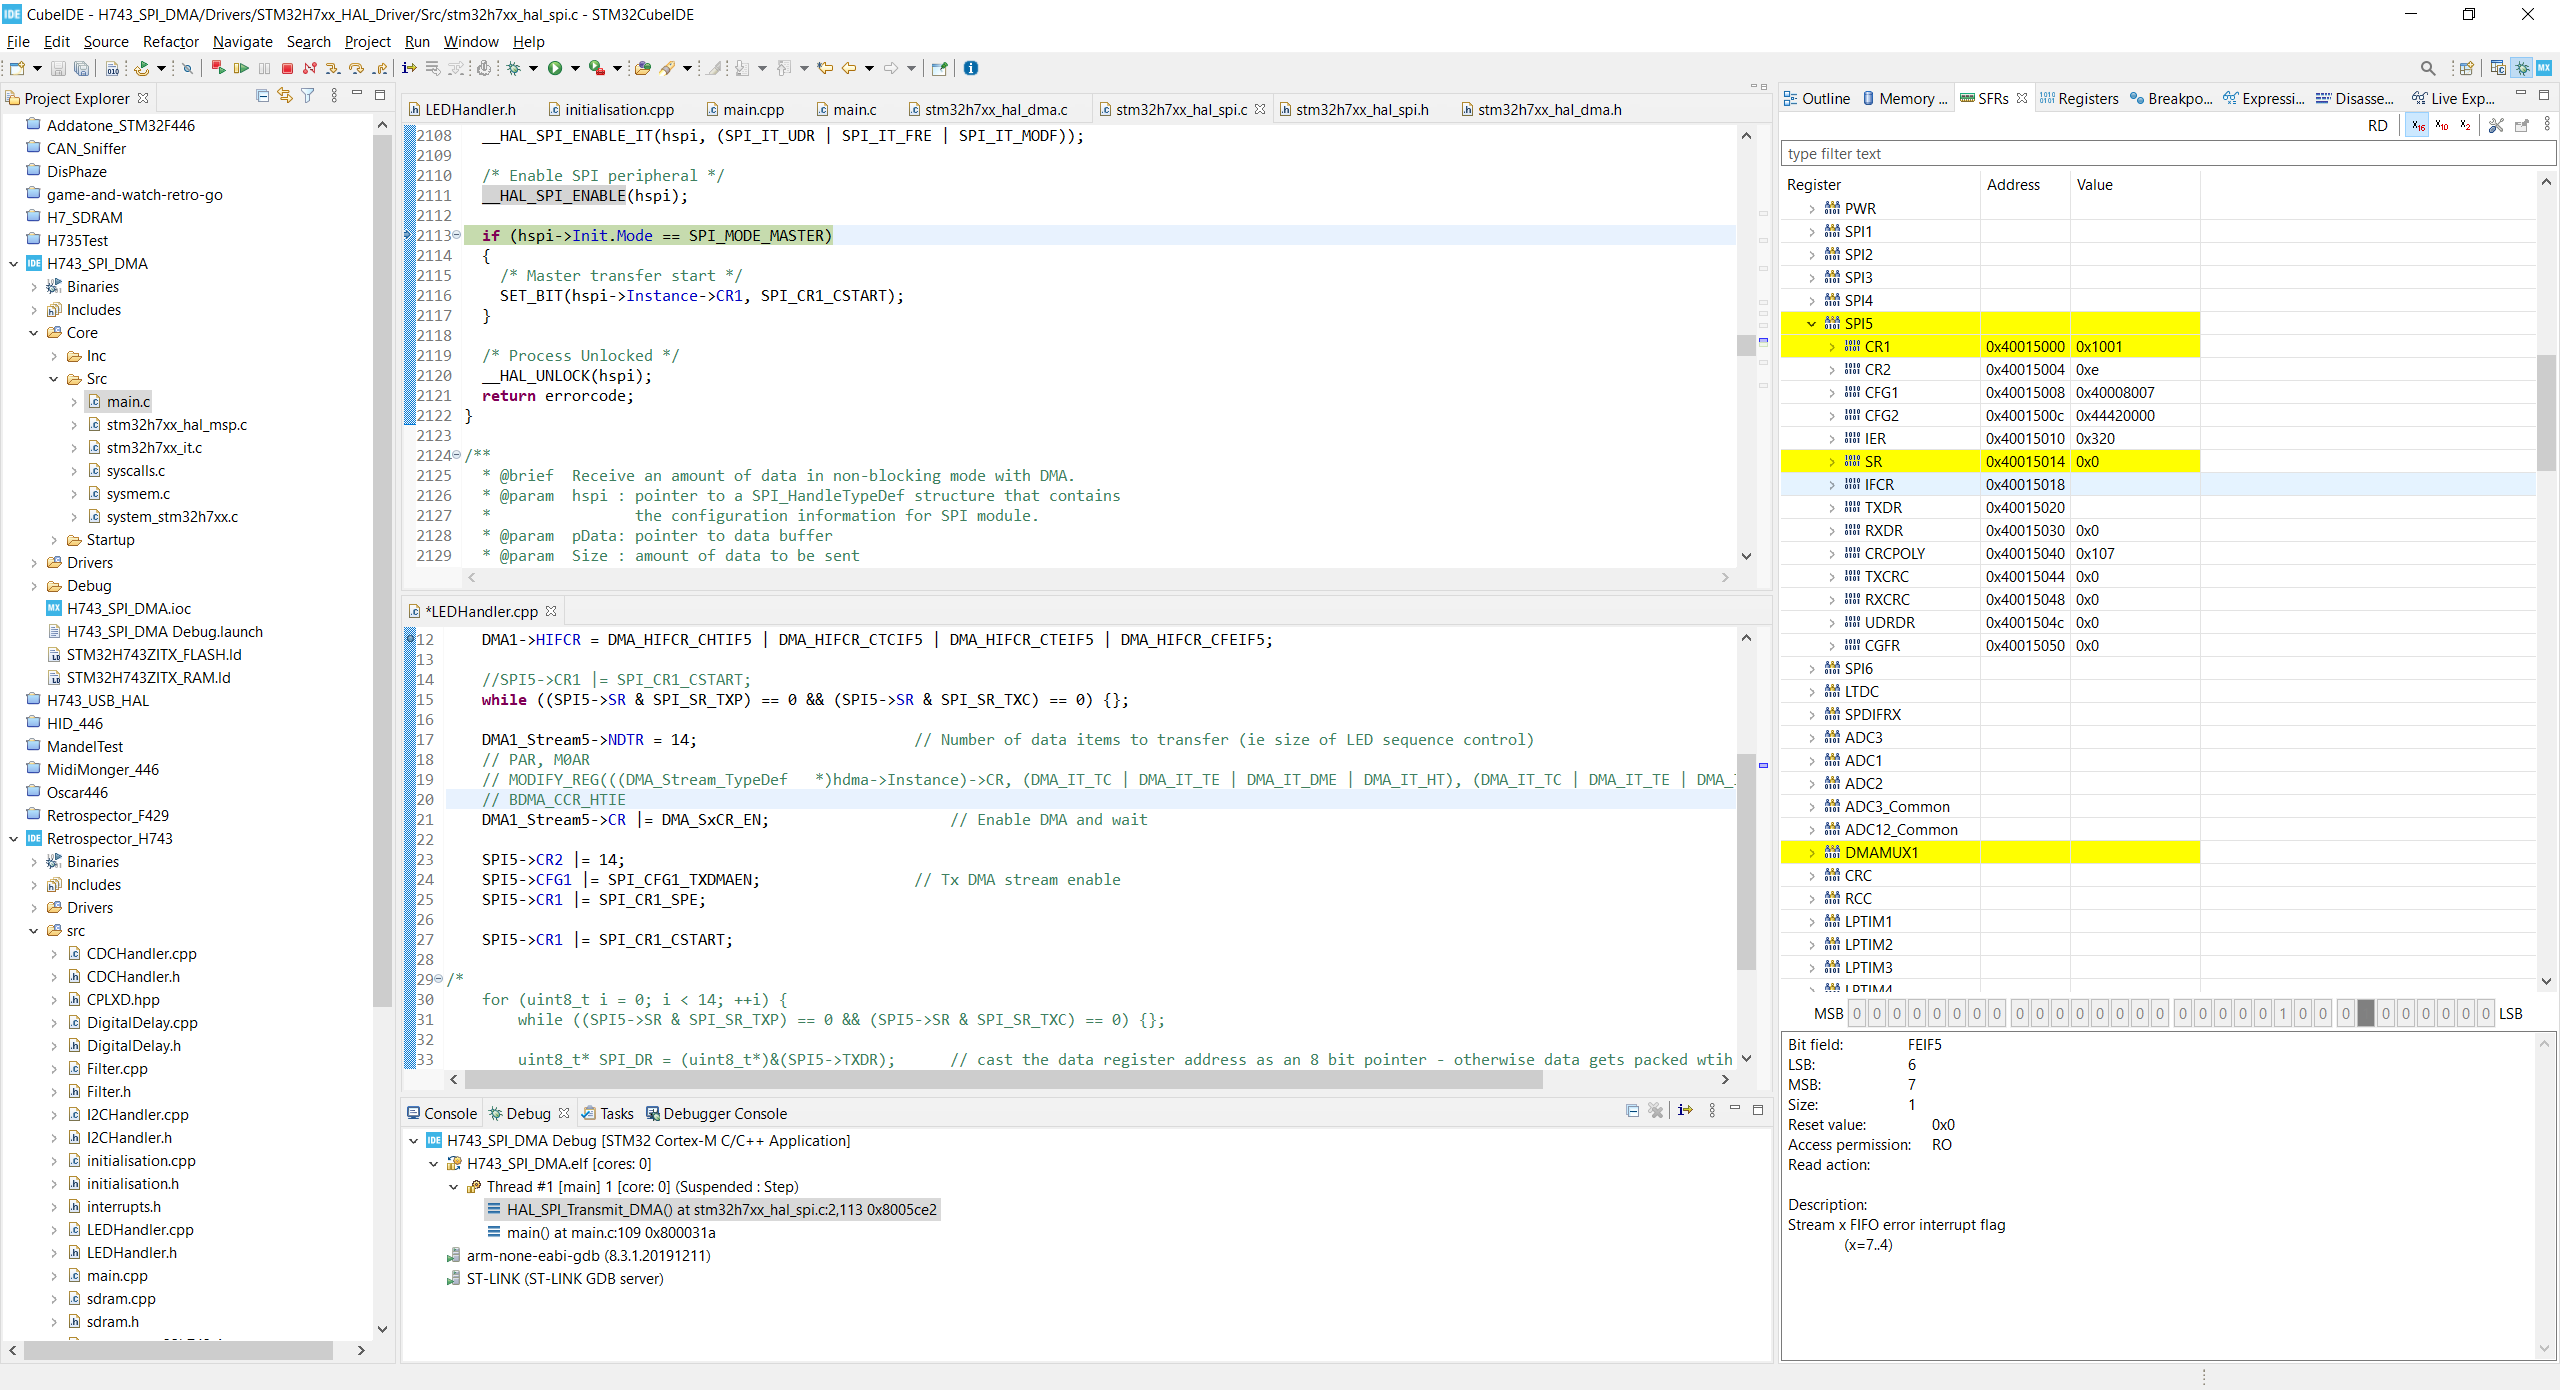 CubeIDE - H743_SPI_DMA/Drivers/STM32H7xx_HAL_Driver/Src/stm32h7xx_hal_spi.c - STM32CubeIDE
File Edit Source Refactor Navigate Search Project Run Window Help
Project Explorer
Addatone_STM32F446
CAN_Sniffer
DisPhaze
game-and-watch-retro-go
H7_SDRAM
H735Test
H743_SPI_DMA
Binaries
Includes
Core
Inc
Src
main.c
stm32h7xx_hal_msp.c
stm32h7xx_it.c
syscalls.c
sysmem.c
system_stm32h7xx.c
Startup
Drivers
Debug
H743_SPI_DMA.ioc
H743_SPI_DMA Debug.launch
STM32H743ZITX_FLASH.ld
STM32H743ZITX_RAM.ld
H743_USB_HAL
HID_446
MandelTest
MidiMonger_446
Oscar446
Retrospector_F429
Retrospector_H743
Binaries
Includes
Drivers
src
CDCHandler.cpp
CDCHandler.h
CPLXD.hpp
DigitalDelay.cpp
DigitalDelay.h
Filter.cpp
Filter.h
I2CHandler.cpp
I2CHandler.h
initialisation.cpp
initialisation.h
interrupts.h
LEDHandler.cpp
LEDHandler.h
main.cpp
sdram.cpp
sdram.h
LEDHandler.h initialisation.cpp main.cpp main.c stm32h7xx_hal_dma.c stm32h7xx_hal_spi.c stm32h7xx_hal_spi.h stm32h7xx_hal_dma.h
2108 __HAL_SPI_ENABLE_IT(hspi, (SPI_IT_UDR | SPI_IT_FRE | SPI_IT_MODF));
2109
2110 /* Enable SPI peripheral */
2111 __HAL_SPI_ENABLE(hspi);
2112
2113 if (hspi->Init.Mode == SPI_MODE_MASTER)
2114 {
2115 /* Master transfer start */
2116 SET_BIT(hspi->Instance->CR1, SPI_CR1_CSTART);
2117 }
2118
2119 /* Process Unlocked */
2120 __HAL_UNLOCK(hspi);
2121 return errorcode;
2122 }
2123
2124 /**
2125 * @brief Receive an amount of data in non-blocking mode with DMA.
2126 * @param hspi : pointer to a SPI_HandleTypeDef structure that contains
2127 * the configuration information for SPI module.
2128 * @param pData: pointer to data buffer
2129 * @param Size : amount of data to be sent
*LEDHandler.cpp
12 DMA1->HIFCR = DMA_HIFCR_CHTIF5 | DMA_HIFCR_CTCIF5 | DMA_HIFCR_CTEIF5 | DMA_HIFCR_CFEIF5;
13
14 //SPI5->CR1 |= SPI_CR1_CSTART;
15 while ((SPI5->SR & SPI_SR_TXP) == 0 && (SPI5->SR & SPI_SR_TXC) == 0) {};
16
17 DMA1_Stream5->NDTR = 14; // Number of data items to transfer (ie size of LED sequence control)
18 // PAR, M0AR
19 // MODIFY_REG(((DMA_Stream_TypeDef *)hdma->Instance)->CR, (DMA_IT_TC | DMA_IT_TE | DMA_IT_DME | DMA_IT_HT), (DMA_IT_TC | DMA_IT_TE | DMA_
20 // BDMA_CCR_HTIE
21 DMA1_Stream5->CR |= DMA_SxCR_EN; // Enable DMA and wait
22
23 SPI5->CR2 |= 14;
24 SPI5->CFG1 |= SPI_CFG1_TXDMAEN; // Tx DMA stream enable
25 SPI5->CR1 |= SPI_CR1_SPE;
26
27 SPI5->CR1 |= SPI_CR1_CSTART;
28
29 /*
30 for (uint8_t i = 0; i < 14; ++i) {
31 while ((SPI5->SR & SPI_SR_TXP) == 0 && (SPI5->SR & SPI_SR_TXC) == 0) {};
32
33 uint8_t* SPI_DR = (uint8_t*)&(SPI5->TXDR); // cast the data register address as an 8 bit pointer - otherwise data gets packed wtih
Console Debug Tasks Debugger Console
H743_SPI_DMA Debug [STM32 Cortex-M C/C++ Application]
H743_SPI_DMA.elf [cores: 0]
Thread #1 [main] 1 [core: 0] (Suspended : Step)
HAL_SPI_Transmit_DMA() at stm32h7xx_hal_spi.c:2,113 0x8005ce2
main() at main.c:109 0x800031a
arm-none-eabi-gdb (8.3.1.20191211)
ST-LINK (ST-LINK GDB server)
Outline Memory ... SFRs Registers Breakpo... Expressi... Disasse... Live Exp...
RD X16 X10 X2
type filter text
Register Address Value
PWR
SPI1
SPI2
SPI3
SPI4
SPI5
CR1 0x40015000 0x1001
CR2 0x40015004 0xe
CFG1 0x40015008 0x40008007
CFG2 0x4001500c 0x44420000
IER 0x40015010 0x320
SR 0x40015014 0x0
IFCR 0x40015018
TXDR 0x40015020
RXDR 0x40015030 0x0
CRCPOLY 0x40015040 0x107
TXCRC 0x40015044 0x0
RXCRC 0x40015048 0x0
UDRDR 0x4001504c 0x0
CGFR 0x40015050 0x0
SPI6
LTDC
SPDIFRX
ADC3
ADC1
ADC2
ADC3_Common
ADC12_Common
DMAMUX1
CRC
RCC
LPTIM1
LPTIM2
LPTIM3
LPTIM4
MSB 0 0 0 0 0 0 0 0 0 0 0 0 0 0 0 0 0 0 0 0 0 1 0 0 0 0 0 0 0 0 0 LSB
Bit field: FEIF5
LSB: 6
MSB: 7
Size: 1
Reset value: 0x0
Access permission: RO
Read action:
Description:
Stream x FIFO error interrupt flag
(x=7..4)